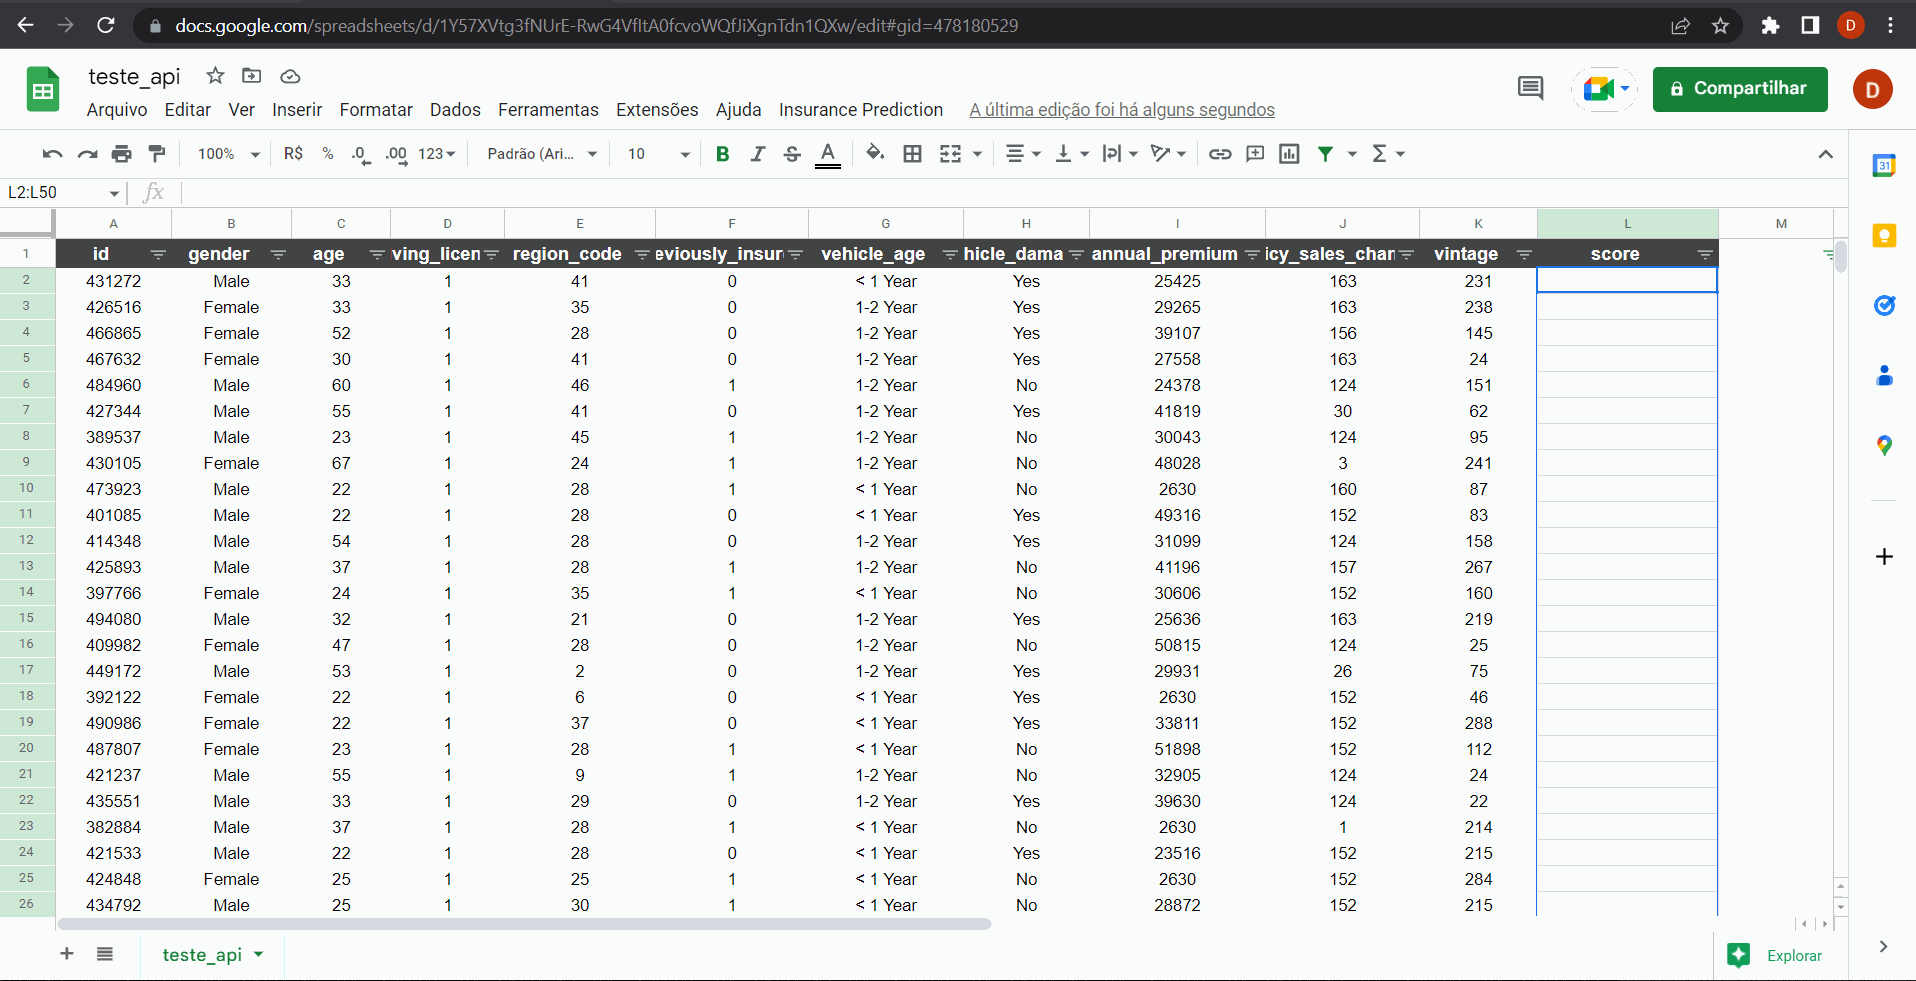 docs.google.com/spreadsheets/d/1Y57XVtg3fNUrE-RwG4VfItA0fcvoWQfJiXgnTdn1QXw/edit#gid=478180529
D
teste_api
Arquivo Editar Ver Inserir Formatar Dados Ferramentas Extensões Ajuda Insurance Prediction A última edição foi há alguns segundos
Compartilhar
D
100% R$ % .0 .00 123 Padrão (Ari... 10 B I S A Σ
31
L2:L50 fx
A B C D E F G H I J K L M
1 id gender age ving_licen region_code eviously_insur vehicle_age hicle_dama annual_premium icy_sales_char vintage score
2 431272 Male 33 1 41 0 < 1 Year Yes 25425 163 231
3 426516 Female 33 1 35 0 1-2 Year Yes 29265 163 238
4 466865 Female 52 1 28 0 1-2 Year Yes 39107 156 145
5 467632 Female 30 1 41 0 1-2 Year Yes 27558 163 24
6 484960 Male 60 1 46 1 1-2 Year No 24378 124 151
7 427344 Male 55 1 41 0 1-2 Year Yes 41819 30 62
8 389537 Male 23 1 45 1 1-2 Year No 30043 124 95
9 430105 Female 67 1 24 1 1-2 Year No 48028 3 241
10 473923 Male 22 1 28 1 < 1 Year No 2630 160 87
11 401085 Male 22 1 28 0 < 1 Year Yes 49316 152 83
12 414348 Male 54 1 28 0 1-2 Year Yes 31099 124 158
13 425893 Male 37 1 28 1 1-2 Year No 41196 157 267
14 397766 Female 24 1 35 1 < 1 Year No 30606 152 160
15 494080 Male 32 1 21 0 1-2 Year Yes 25636 163 219
16 409982 Female 47 1 28 0 1-2 Year No 50815 124 25
17 449172 Male 53 1 2 0 1-2 Year Yes 29931 26 75
18 392122 Female 22 1 6 0 < 1 Year Yes 2630 152 46
19 490986 Female 22 1 37 0 < 1 Year Yes 33811 152 288
20 487807 Female 23 1 28 1 < 1 Year No 51898 152 112
21 421237 Male 55 1 9 1 1-2 Year No 32905 124 24
22 435551 Male 33 1 29 0 1-2 Year Yes 39630 124 22
23 382884 Male 37 1 28 1 < 1 Year No 2630 1 214
24 421533 Male 22 1 28 0 < 1 Year Yes 23516 152 215
25 424848 Female 25 1 25 1 < 1 Year No 2630 152 284
26 434792 Male 25 1 30 1 < 1 Year No 28872 152 215
teste_api
Explorar